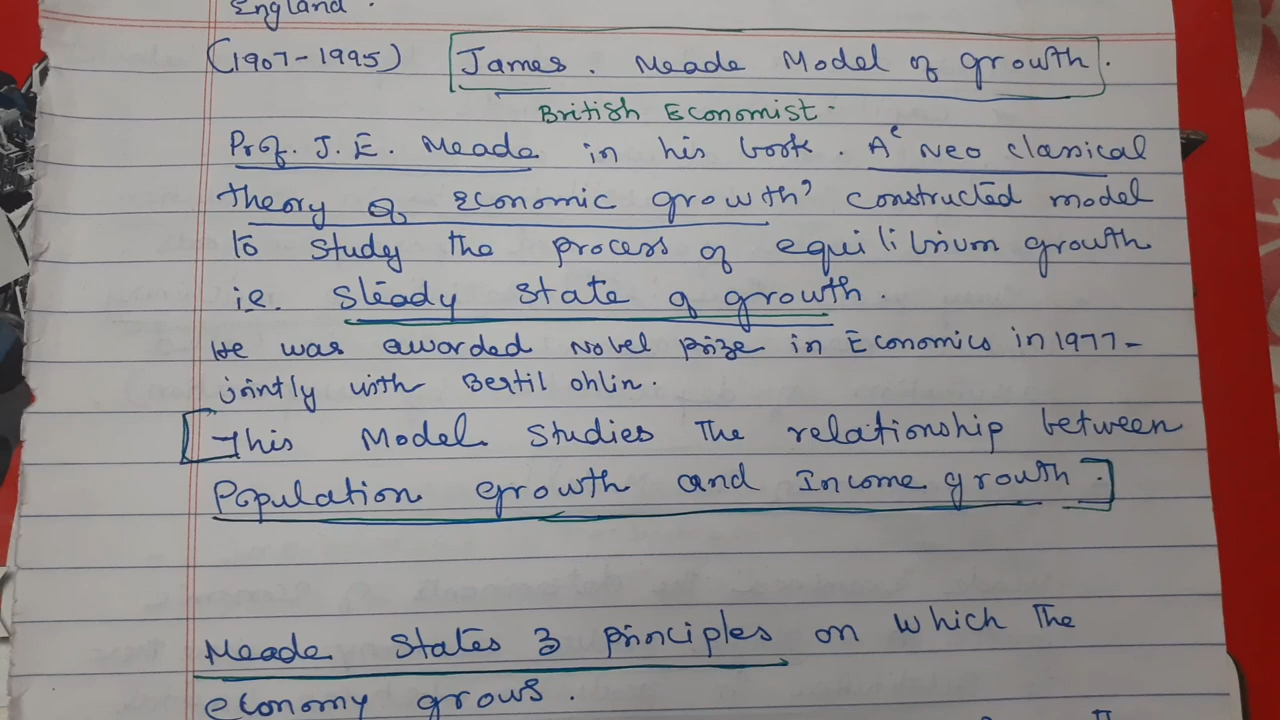 England.
(1907-1995) James. Meade Model of growth.
British Economist.
Prof. J. E. Meade in his book. A 'Neo classical
theory of Economic growth' constructed model
to study the process of equilibrium growth
i.e. steady state of growth.
He was awarded Nobel prize in Economics in 1977-
jointly with Bertil ohlin.
This Model studies the relationship between
Population growth and Income growth.
Meade states 3 principles on which the
economy grows.